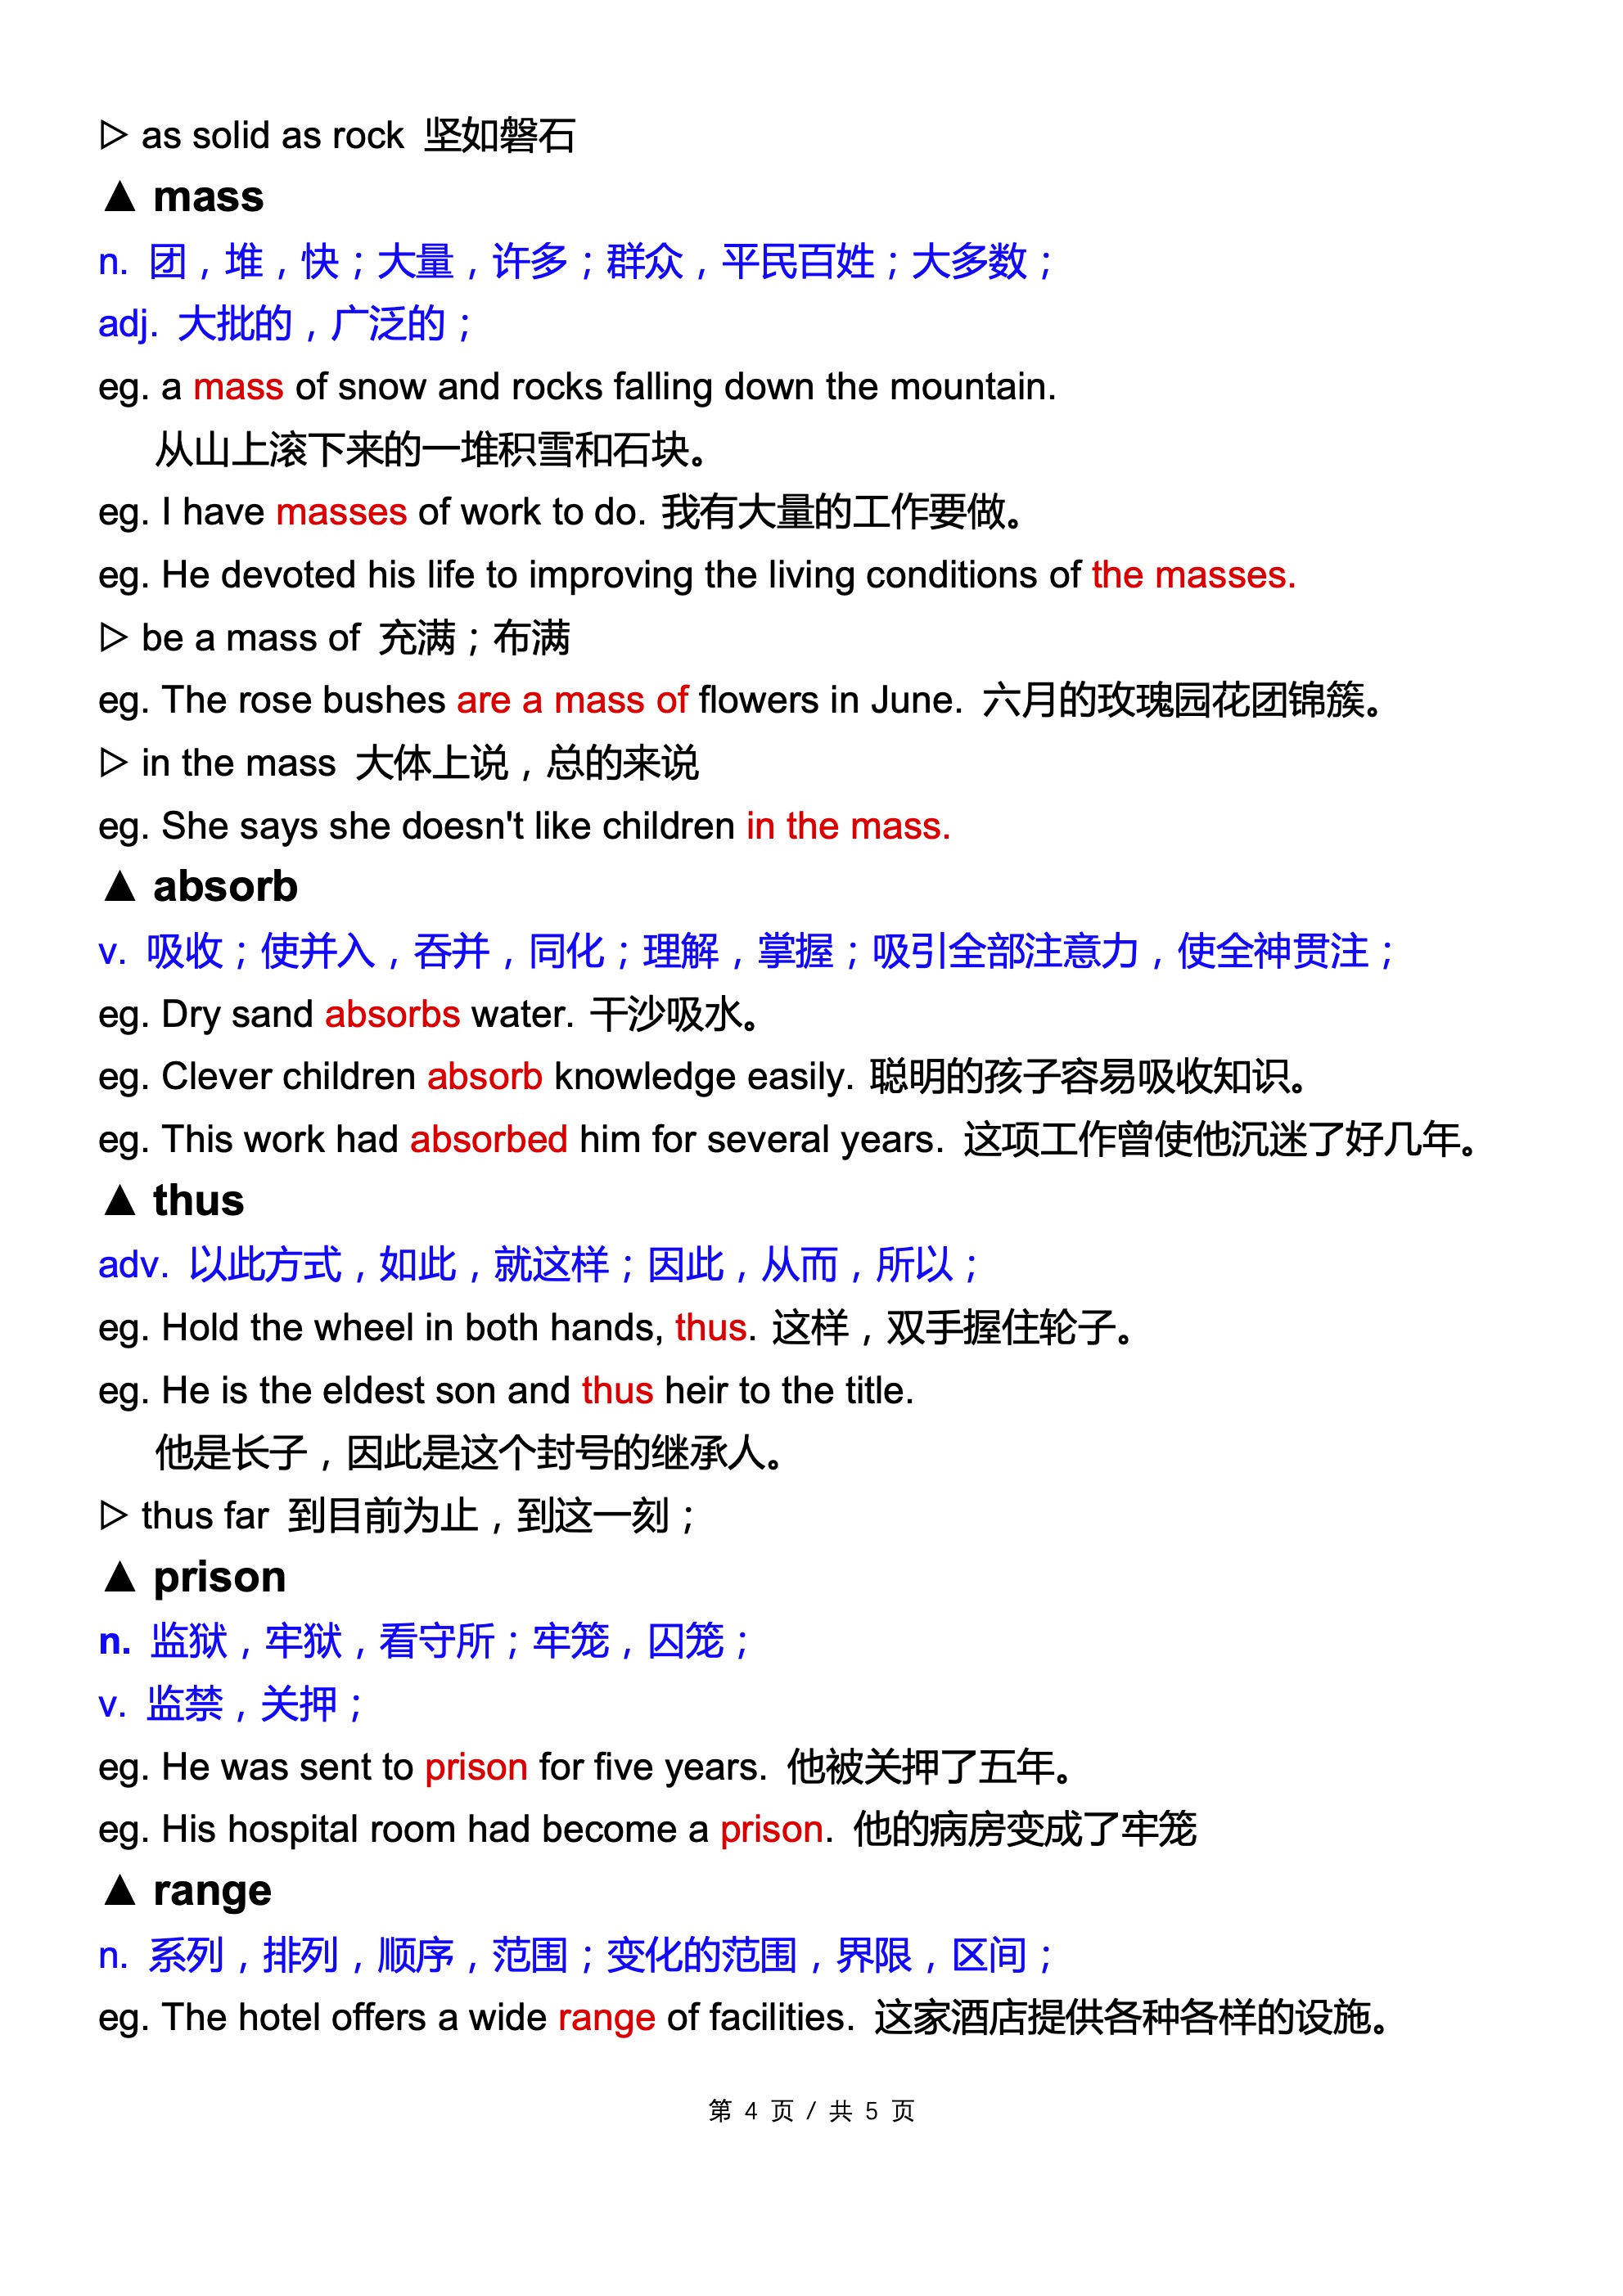 ▷ as solid as rock 坚如磐石
▲ mass
n. 团，堆，快；大量，许多；群众，平民百姓；大多数；
adj. 大批的，广泛的；
eg. a mass of snow and rocks falling down the mountain.
从山上滚下来的一堆积雪和石块。
eg. I have masses of work to do. 我有大量的工作要做。
eg. He devoted his life to improving the living conditions of the masses.
▷ be a mass of 充满；布满
eg. The rose bushes are a mass of flowers in June. 六月的玫瑰园花团锦簇。
▷ in the mass 大体上说，总的来说
eg. She says she doesn't like children in the mass.
▲ absorb
v. 吸收；使并入，吞并，同化；理解，掌握；吸引全部注意力，使全神贯注；
eg. Dry sand absorbs water. 干沙吸水。
eg. Clever children absorb knowledge easily. 聪明的孩子容易吸收知识。
eg. This work had absorbed him for several years. 这项工作曾使他沉迷了好几年。
▲ thus
adv. 以此方式，如此，就这样；因此，从而，所以；
eg. Hold the wheel in both hands, thus. 这样，双手握住轮子。
eg. He is the eldest son and thus heir to the title.
他是长子，因此是这个封号的继承人。
▷ thus far 到目前为止，到这一刻；
▲ prison
n. 监狱，牢狱，看守所；牢笼，囚笼；
v. 监禁，关押；
eg. He was sent to prison for five years. 他被关押了五年。
eg. His hospital room had become a prison. 他的病房变成了牢笼
▲ range
n. 系列，排列，顺序，范围；变化的范围，界限，区间；
eg. The hotel offers a wide range of facilities. 这家酒店提供各种各样的设施。
第 4 页 / 共 5 页